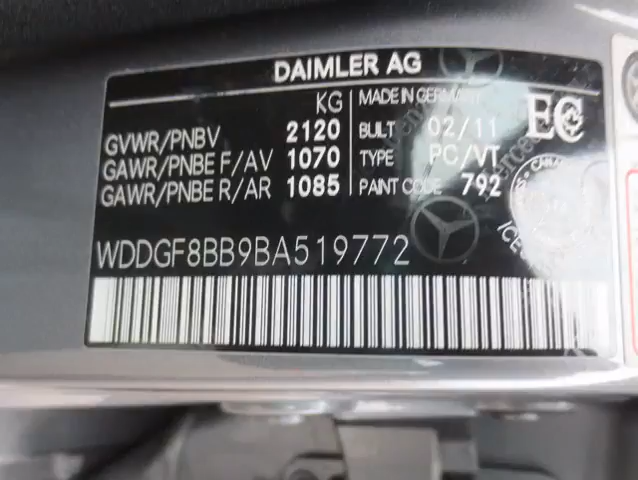 DAIMLER AG
KG
GVWR/PNBV 2120
GAWR/PNBE F/AV 1070
GAWR/PNBE R/AR 1085
MADE IN GERMANY
BUILT 02/11
TYPE PC/VT
PAINT CODE 792
EC
WDDGF8BB9BA519772